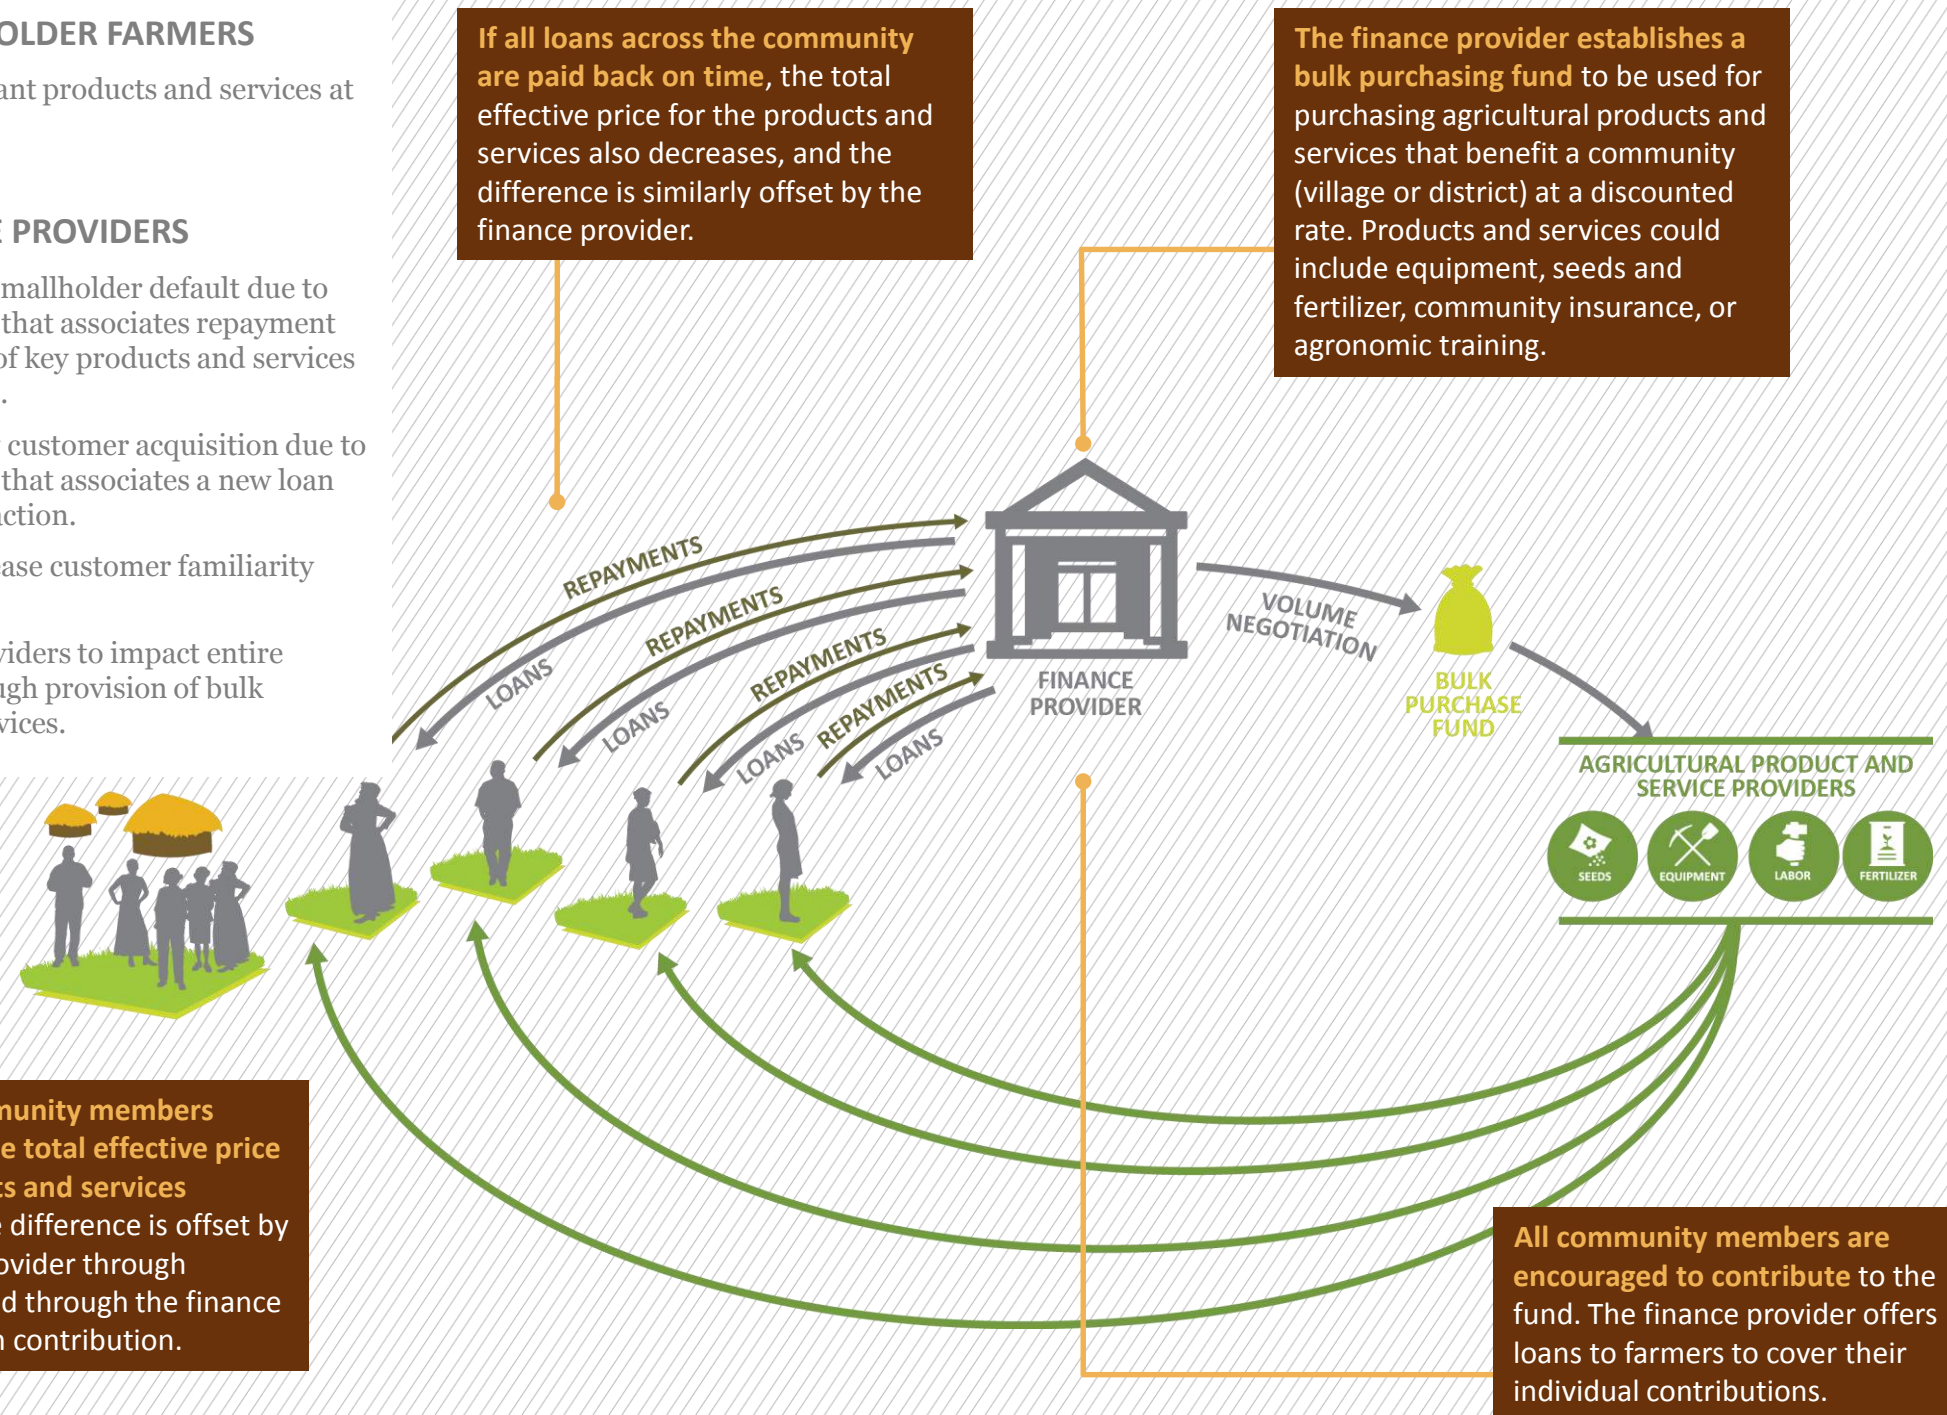 OLDER FARMERS
ant products and services at
PROVIDERS
smallholder default due to
that associates repayment
of key products and services
.
customer acquisition due to
that associates a new loan
action.
ease customer familiarity
viders to impact entire
ugh provision of bulk
vices.
If all loans across the community
are paid back on time, the total
effective price for the products and
services also decreases, and the
difference is similarly offset by the
finance provider.
The finance provider establishes a
bulk purchasing fund to be used for
purchasing agricultural products and
services that benefit a community
(village or district) at a discounted
rate. Products and services could
include equipment, seeds and
fertilizer, community insurance, or
agronomic training.
REPAYMENTS
LOANS
REPAYMENTS
LOANS
REPAYMENTS
LOANS
REPAYMENTS
LOANS
FINANCE
PROVIDER
VOLUME
NEGOTIATION
BULK
PURCHASE
FUND
AGRICULTURAL PRODUCT AND
SERVICE PROVIDERS
SEEDS
EQUIPMENT
LABOR
FERTILIZER
munity members
e total effective price
ts and services
e difference is offset by
ovider through
d through the finance
n contribution.
All community members are
encouraged to contribute to the
fund. The finance provider offers
loans to farmers to cover their
individual contributions.